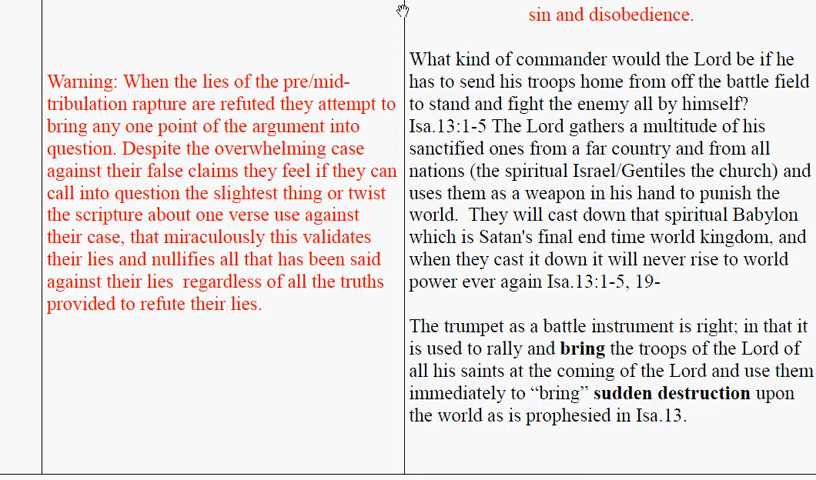 Warning: When the lies of the pre/mid-
tribulation rapture are refuted they attempt to
bring any one point of the argument into
question. Despite the overwhelming case
against their false claims they feel if they can
call into question the slightest thing or twist
the scripture about one verse use against
their case, that miraculously this validates
their lies and nullifies all that has been said
against their lies  regardless of all the truths
provided to refute their lies.
sin and disobedience.
What kind of commander would the Lord be if he
has to send his troops home from off the battle field
to stand and fight the enemy all by himself?
Isa.13:1-5 The Lord gathers a multitude of his
sanctified ones from a far country and from all
nations (the spiritual Israel/Gentiles the church) and
uses them as a weapon in his hand to punish the
world.  They will cast down that spiritual Babylon
which is Satan's final end time world kingdom, and
when they cast it down it will never rise to world
power ever again Isa.13:1-5, 19-
The trumpet as a battle instrument is right; in that it
is used to rally and bring the troops of the Lord of
all his saints at the coming of the Lord and use them
immediately to “bring” sudden destruction upon
the world as is prophesied in Isa.13.